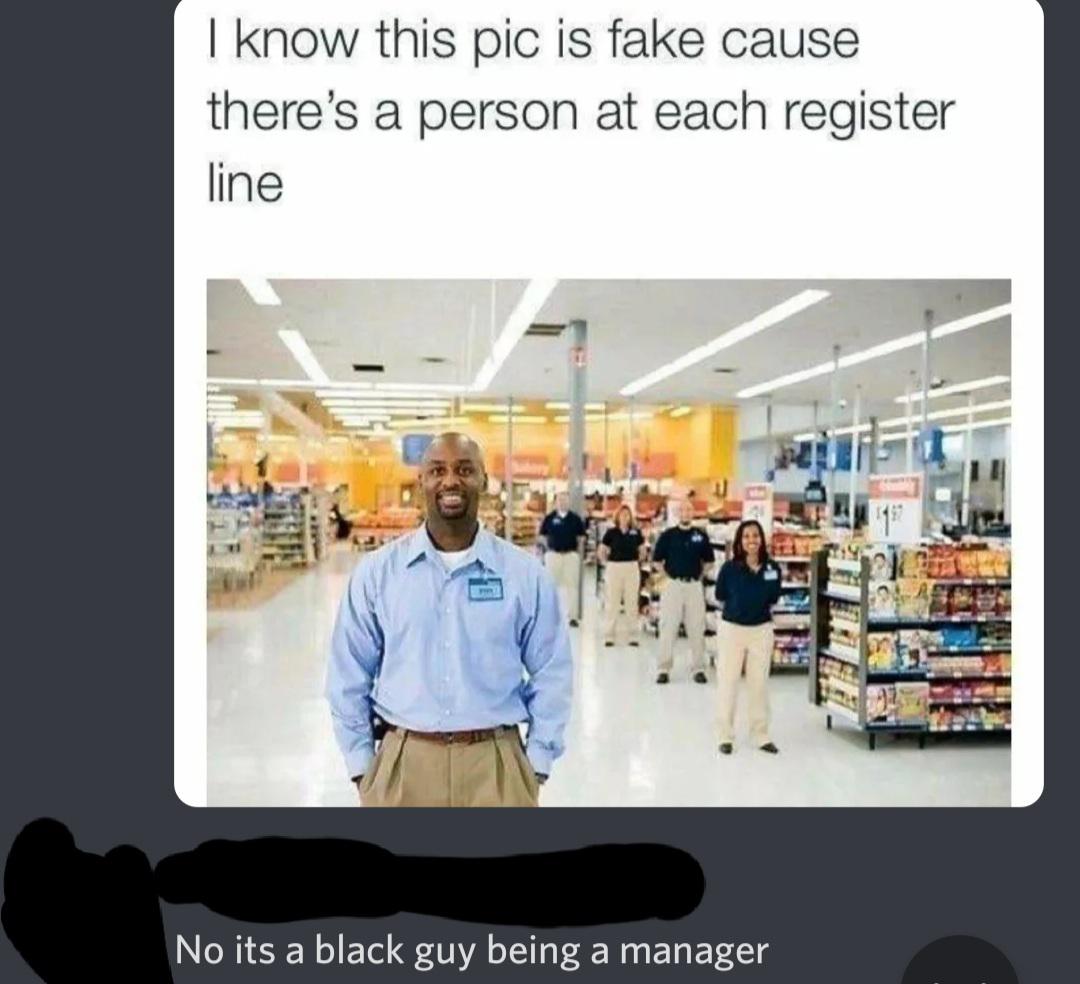 I know this pic is fake cause
there's a person at each register
line
No its a black guy being a manager